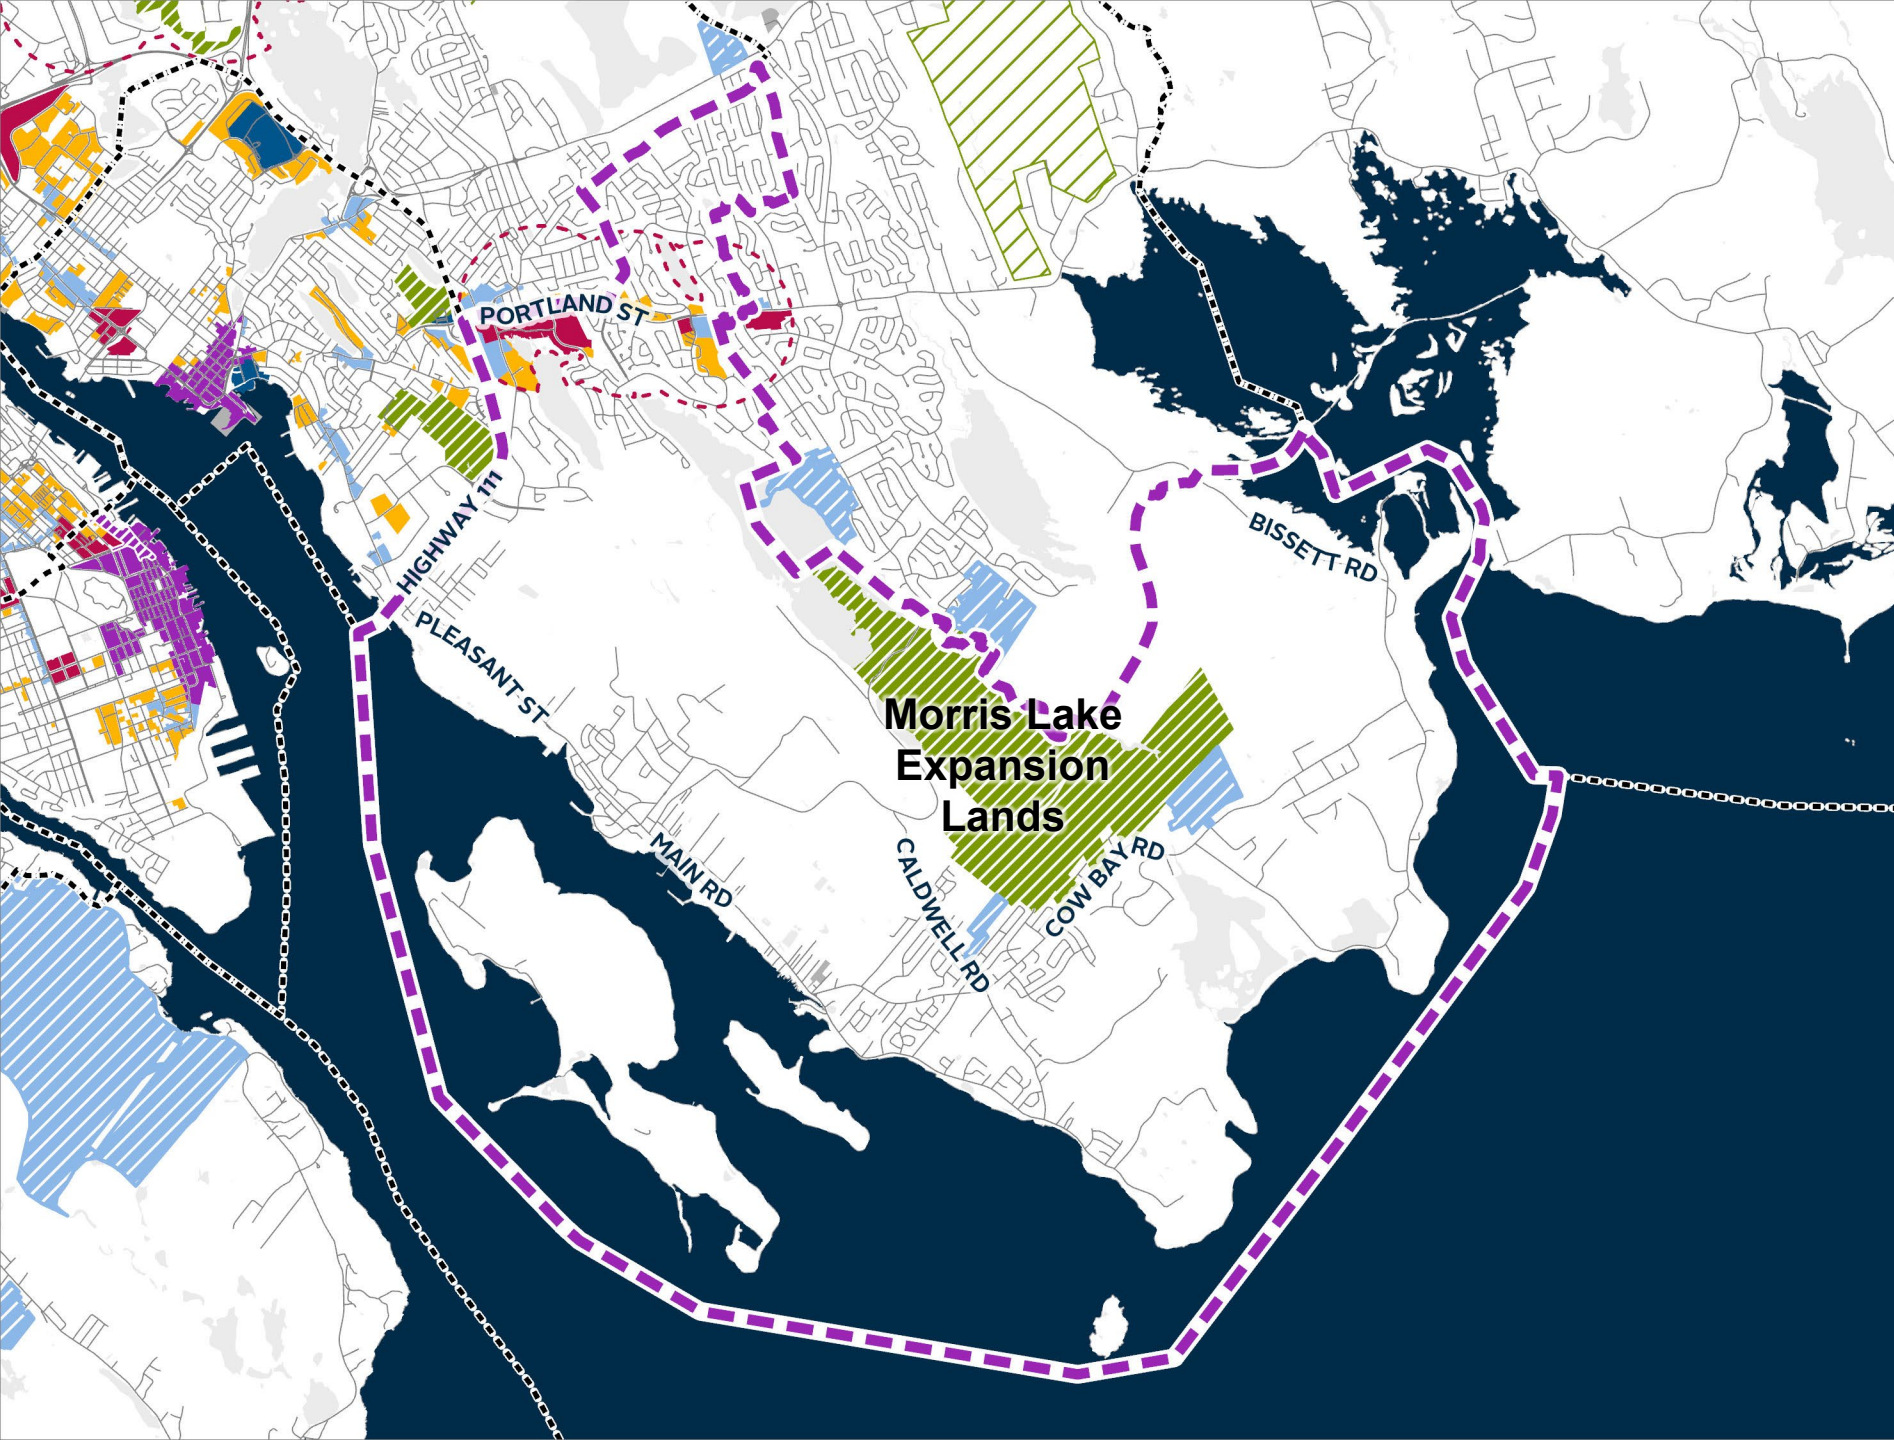 PORTLAND ST
HIGHWAY 111
BISSETT RD
PLEASANT ST
Morris Lake
Expansion
Lands
MAIN RD
CALDWELL RD
COW BAY RD